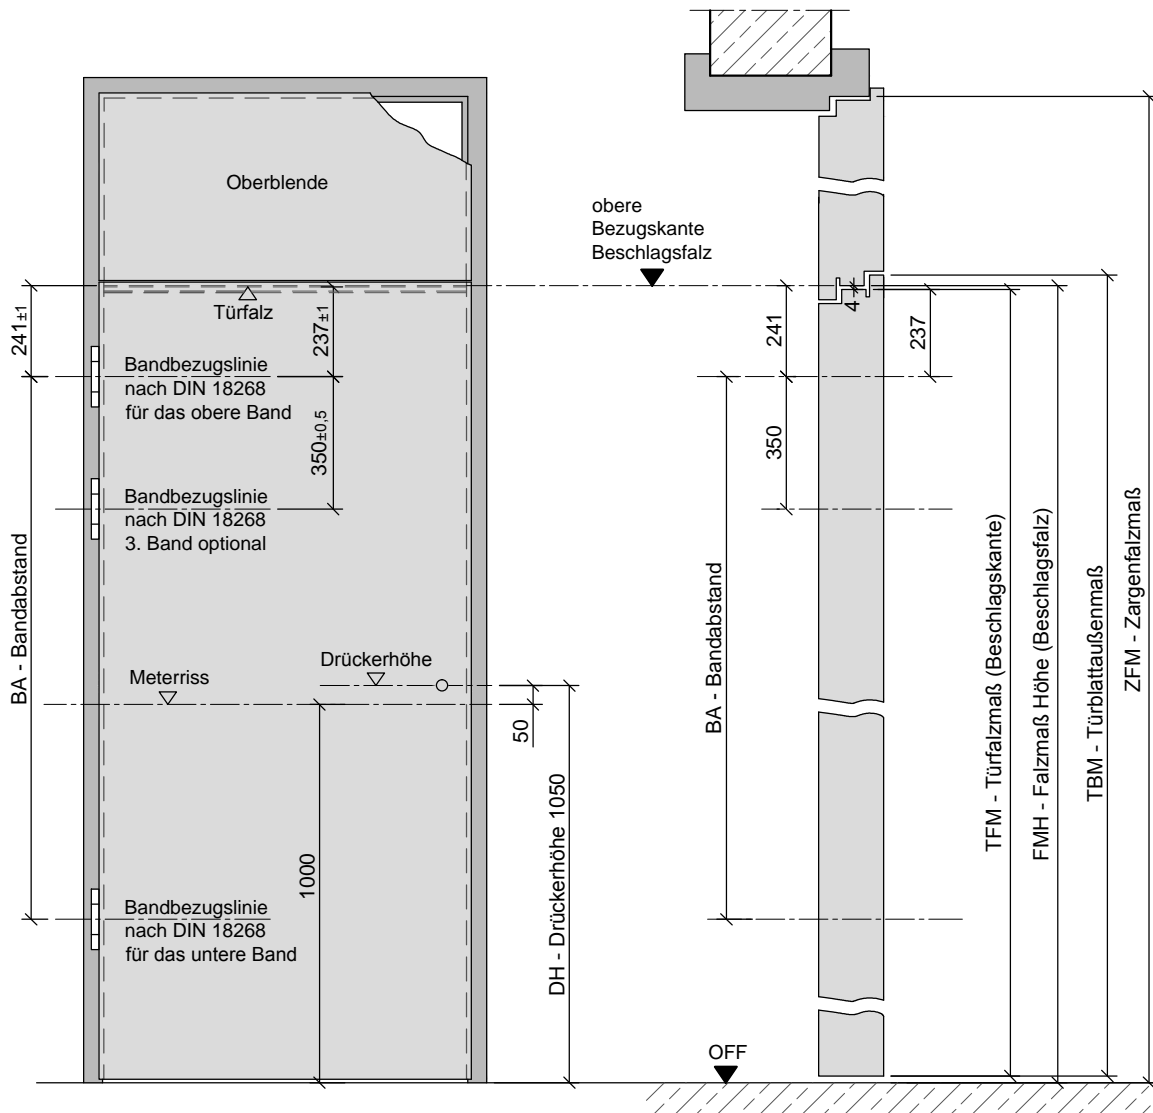 Oberblende
obere
Bezugskante
Beschlagsfalz
Türfalz
241±1
237±1
Bandbezugslinie
nach DIN 18268
für das obere Band
350±0,5
Bandbezugslinie
nach DIN 18268
3. Band optional
BA - Bandabstand
Meterriss
Drückerhöhe
50
1000
DH - Drückerhöhe 1050
Bandbezugslinie
nach DIN 18268
für das untere Band
241
4
237
350
BA - Bandabstand
TFM - Türfalzmaß (Beschlagskante)
FMH - Falzmaß Höhe (Beschlagsfalz)
TBM - Türblattaußenmaß
ZFM - Zargenfalzmaß
OFF